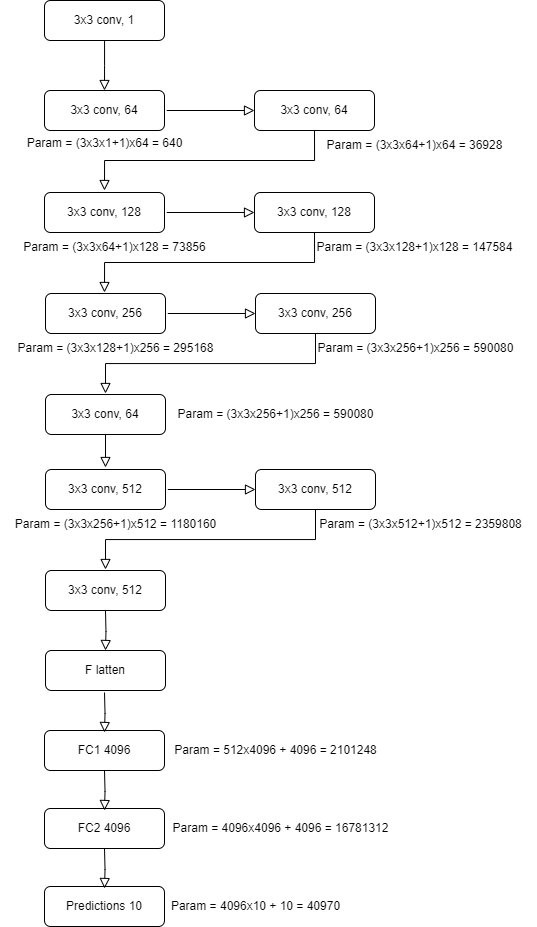 3x3 conv, 1
3x3 conv, 64
3x3 conv, 64
Param = (3x3x1+1)x64 = 640
Param = (3x3x64+1)x64 = 36928
3x3 conv, 128
3x3 conv, 128
Param = (3x3x64+1)x128 = 73856
Param = (3x3x128+1)x128 = 147584
3x3 conv, 256
3x3 conv, 256
Param = (3x3x128+1)x256 = 295168
Param = (3x3x256+1)x256 = 590080
3x3 conv, 64
Param = (3x3x256+1)x256 = 590080
3x3 conv, 512
3x3 conv, 512
Param = (3x3x256+1)x512 = 1180160
Param = (3x3x512+1)x512 = 2359808
3x3 conv, 512
F latten
FC1 4096
Param = 512x4096 + 4096 = 2101248
FC2 4096
Param = 4096x4096 + 4096 = 16781312
Predictions 10
Param = 4096x10 + 10 = 40970